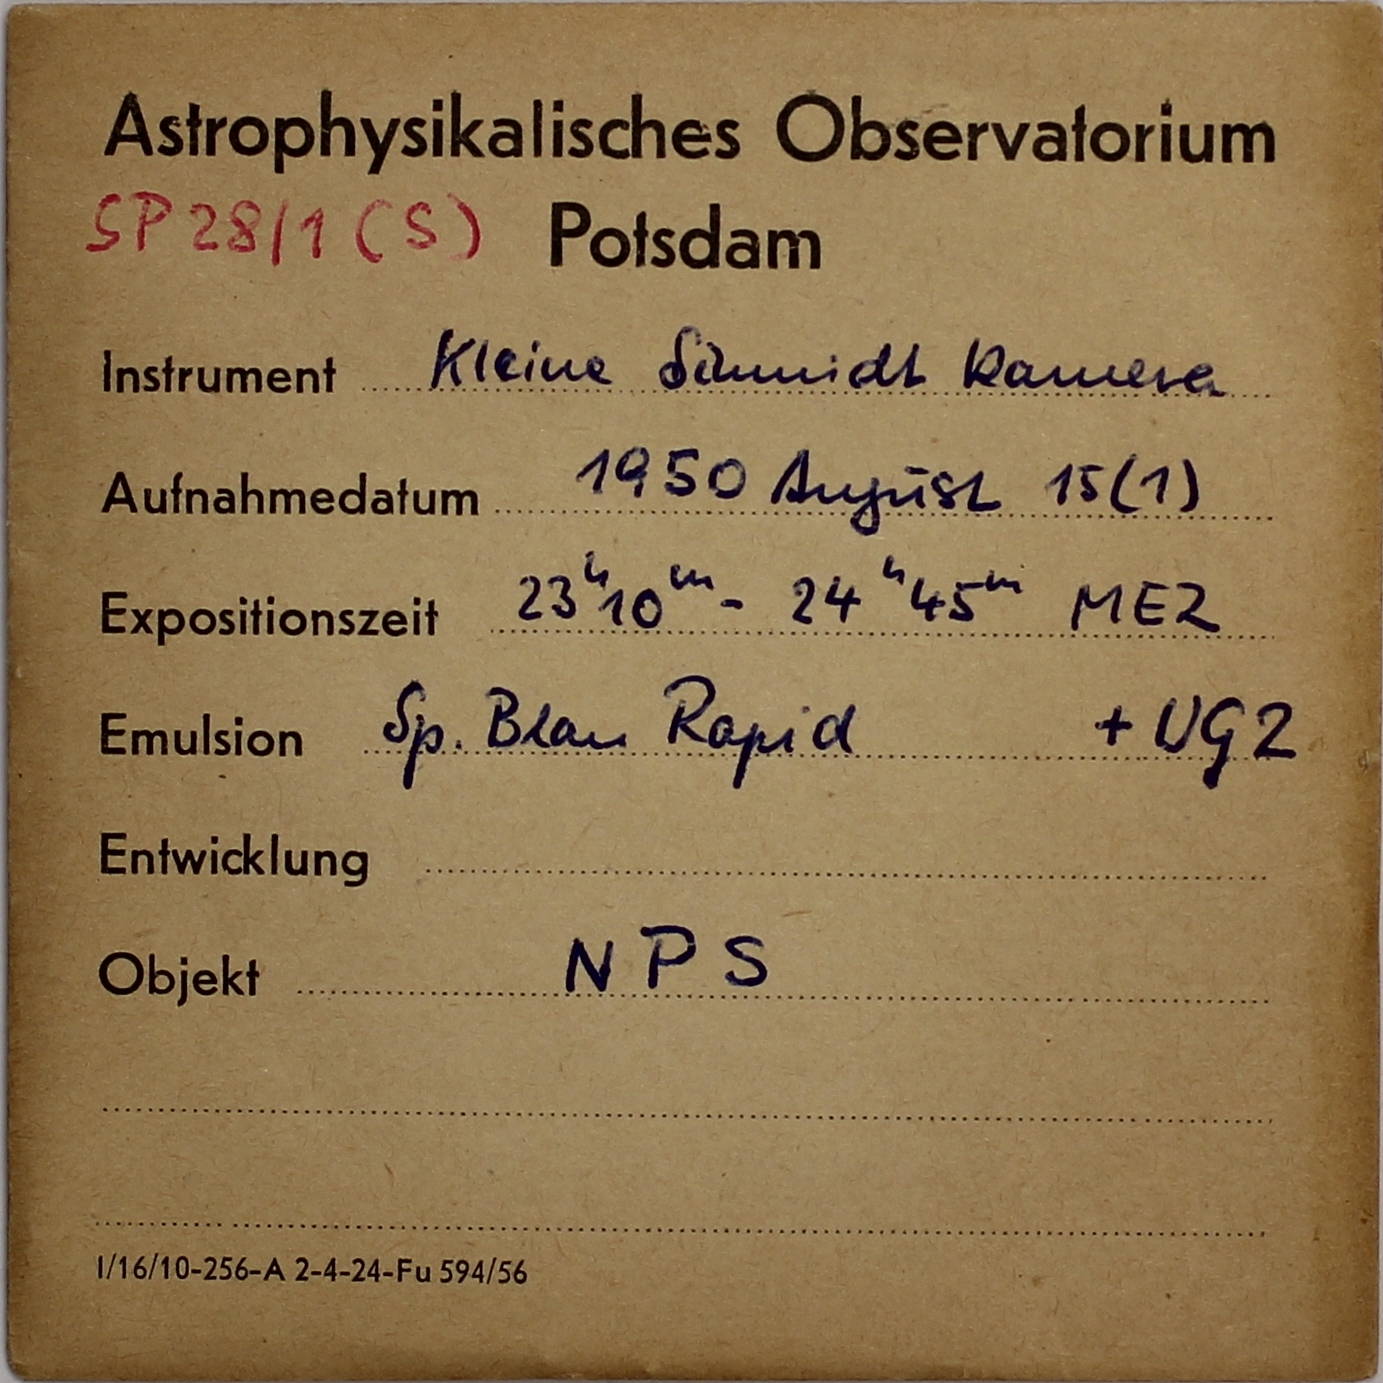 Astrophysikalisches Observatorium
SP 28/1 (S) Potsdam
Instrument Kleine Schmidt Kamera
Aufnahmedatum 1950 August 15(1)
Expositionszeit 23ʰ10ᵐ - 24ʰ45ᵐ MEZ
Emulsion Sp. Blau Rapid + UG2
Entwicklung
Objekt NPS
I/16/10-256-A 2-4-24-Fu 594/56